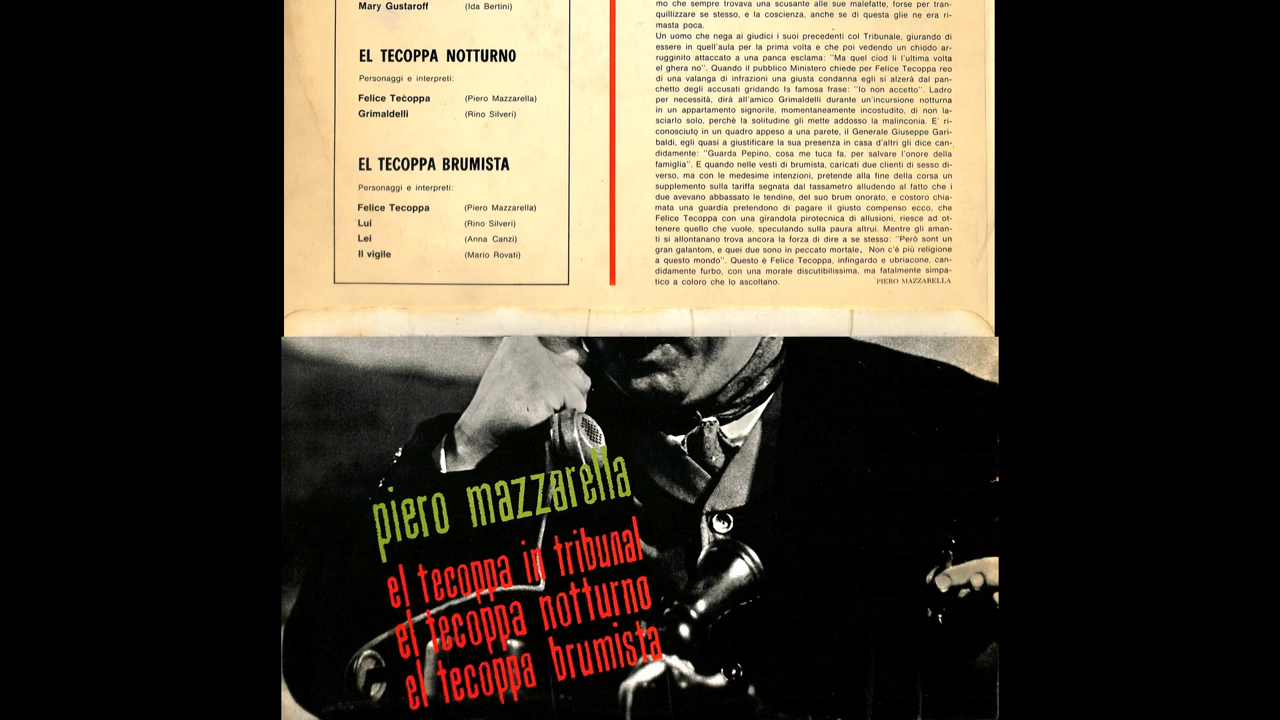 Mary Gustaroff (Ida Bertini)
EL TECOPPA NOTTURNO
Personaggi e interpreti:
Felice Tecoppa (Piero Mazzarella)
Grimaldelli (Rino Silveri)
EL TECOPPA BRUMISTA
Personaggi e interpreti:
Felice Tecoppa (Piero Mazzarella)
Lui (Rino Silveri)
Lei (Anna Canzi)
Il vigile (Mario Rovati)
mo che sempre trovava una scusante alle sue malefatte, forse per tran-
quillizzare se stesso, e la coscienza, anche se di questa glie ne era ri-
masta poca.
Un uomo che nega ai giudici i suoi precedenti col Tribunale, giurando di
essere in quell'aula per la prima volta e che poi vedendo un chiodo ar-
rugginito attaccato a una panca esclama: "Ma quel ciod li l'ultima volta
el ghera no". Quando il pubblico Ministero chiede per Felice Tecoppa reo
di una valanga di infrazioni una giusta condanna egli si alzerà dal pan-
chetto degli accusati gridando la famosa frase: "Io non accetto". Ladro
per necessità, dirà all'amico Grimaldelli durante un'incursione notturna
in un appartamento signorile, momentaneamente incostudito, di non la-
sciarlo solo, perchè la solitudine gli mette addosso la malinconia. E' ri-
conosciuto in un quadro appeso a una parete, il Generale Giuseppe Gari-
baldi, egli quasi a giustificare la sua presenza in casa d'altri gli dice can-
didamente: "Guarda Pepino, cosa me tuca fa, per salvare l'onore della
famiglia". E quando nelle vesti di brumista, caricati due clienti di sesso di-
verso, ma con le medesime intenzioni, pretende alla fine della corsa un
supplemento sulla tariffa segnata dal tassametro alludendo al fatto che i
due avevano abbassato le tendine, del suo brum onorato, e costoro chia-
mata una guardia pretendono di pagare il giusto compenso ecco, che
Felice Tecoppa con una girandola pirotecnica di allusioni, riesce ad ot-
tenere quello che vuole, speculando sulla paura altrui. Mentre gli aman-
ti si allontanano trova ancora la forza di dire a se stesso: "Però sont un
gran galantom, e quei due sono in peccato mortale. Non c'è più religione
a questo mondo". Questo è Felice Tecoppa, infingardo e ubriacone, can-
didamente furbo, con una morale discutibilissima, ma fatalmente simpa-
tico a coloro che lo ascoltano. PIERO MAZZARELLA
piero mazzarella
el tecoppa in tribunal
el tecoppa notturno
el tecoppa brumista